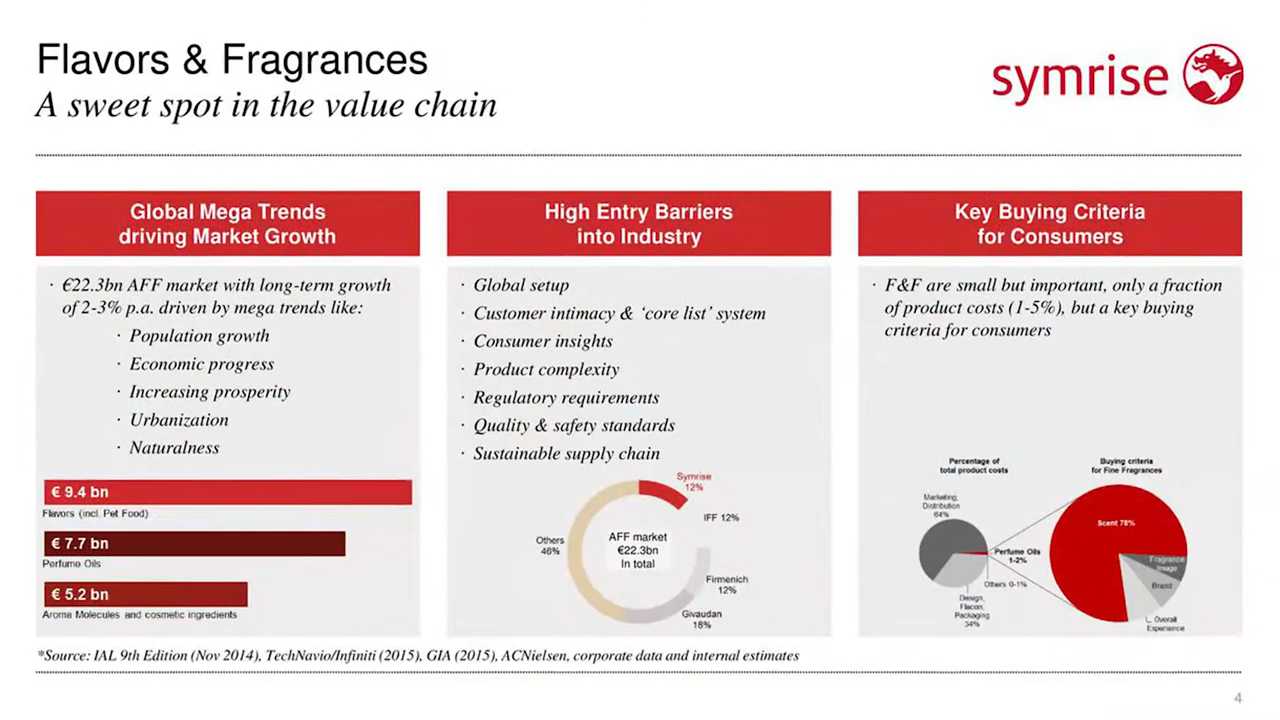 Flavors & Fragrances
A sweet spot in the value chain
symrise
Global Mega Trends
driving Market Growth
· €22.3bn AFF market with long-term growth
of 2-3% p.a. driven by mega trends like:
· Population growth
· Economic progress
· Increasing prosperity
· Urbanization
· Naturalness
€ 9.4 bn
Flavors (incl. Pet Food)
€ 7.7 bn
Perfume Oils
€ 5.2 bn
Aroma Molecules and cosmetic ingredients
High Entry Barriers
into Industry
· Global setup
· Customer intimacy & ‘core list’ system
· Consumer insights
· Product complexity
· Regulatory requirements
· Quality & safety standards
· Sustainable supply chain
Symrise
12%
IFF 12%
Others
46%
AFF market
€22.3bn
In total
Firmenich
12%
Givaudan
18%
Key Buying Criteria
for Consumers
· F&F are small but important, only a fraction
of product costs (1-5%), but a key buying
criteria for consumers
Percentage of
total product costs
Marketing,
Distribution
64%
Perfume Oils
1-2%
Others 0-1%
Design,
Flacon,
Packaging
34%
Buying criteria
for Fine Fragrances
Scent 78%
Fragrance
Image
Brand
Overall
Experience
*Source: IAL 9th Edition (Nov 2014), TechNavio/Infiniti (2015), GIA (2015), ACNielsen, corporate data and internal estimates
4